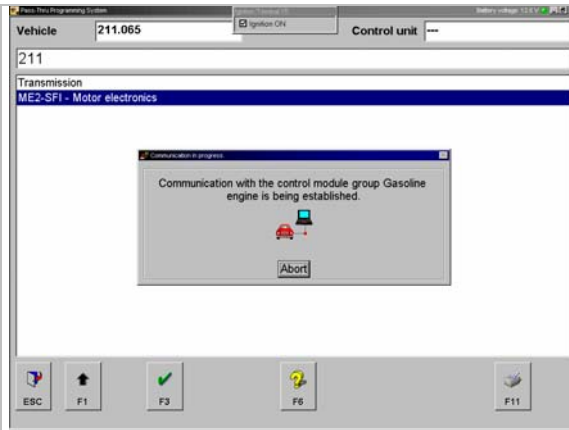 Pass-Thru Programming System
Ignition ON
Vehicle 211.065 Control unit ---
211
Transmission
ME2-SFI - Motor electronics
Communication in progress.
Communication with the control module group Gasoline
engine is being established.
Abort
ESC F1 F3 F6 F11